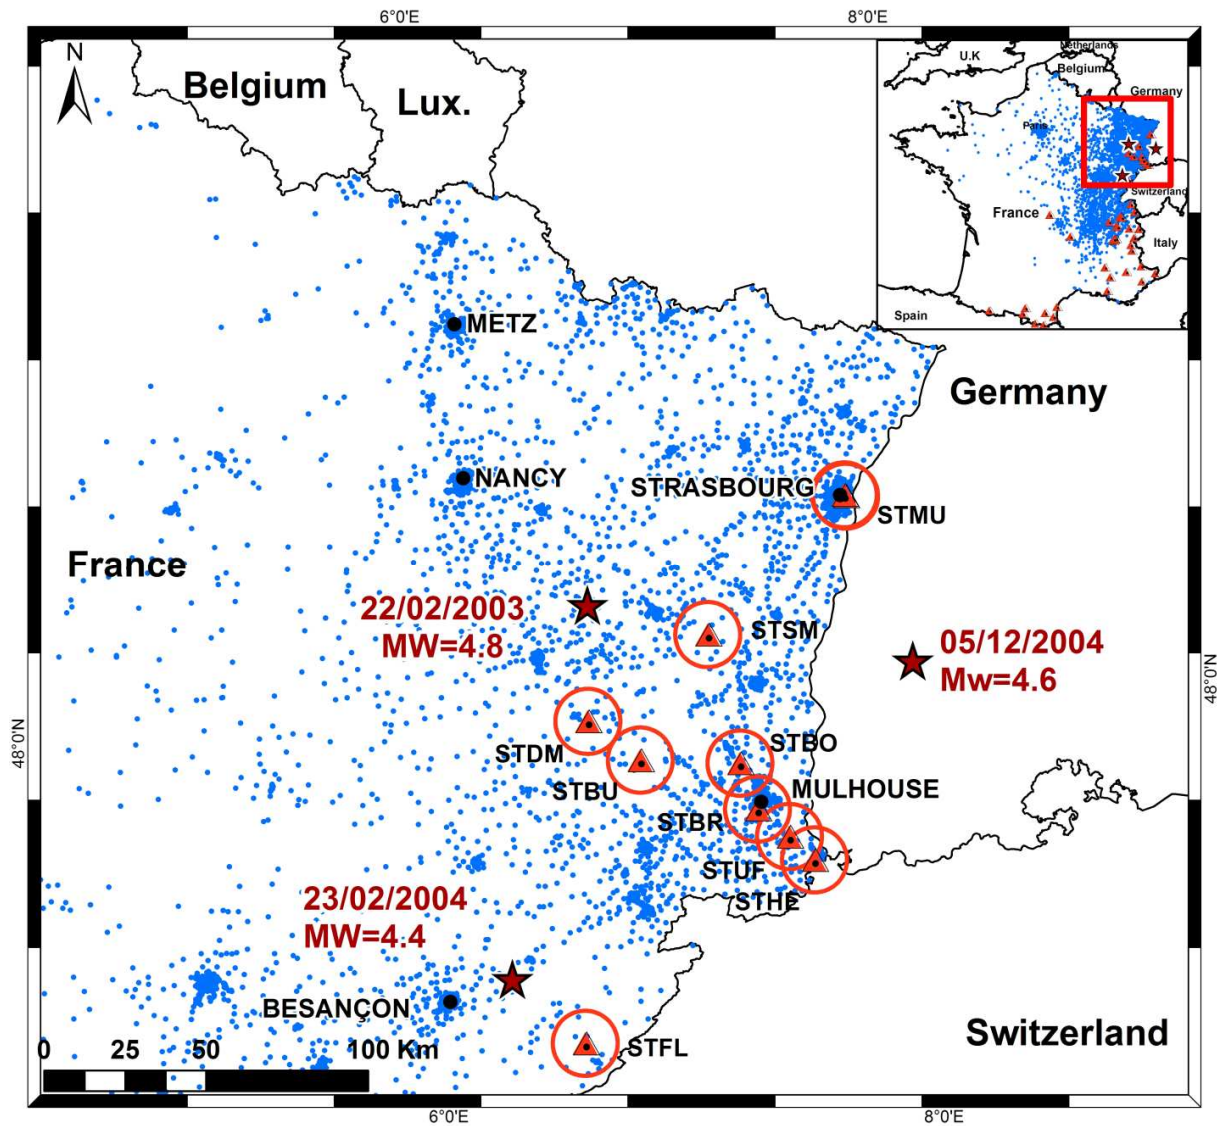 6°0'E
8°0'E
N
Belgium
Lux.
U.K
Netherlands
Belgium
Germany
Paris
Switzerland
France
Italy
Spain
METZ
Germany
NANCY
STRASBOURG
STMU
France
22/02/2003
MW=4.8
STSM
05/12/2004
Mw=4.6
48°0'N
48°0'N
STDM
STBO
STBU
MULHOUSE
STBR
STUF
STHE
23/02/2004
MW=4.4
BESANÇON
Switzerland
0 25 50 100 Km
STFL
6°0'E
8°0'E